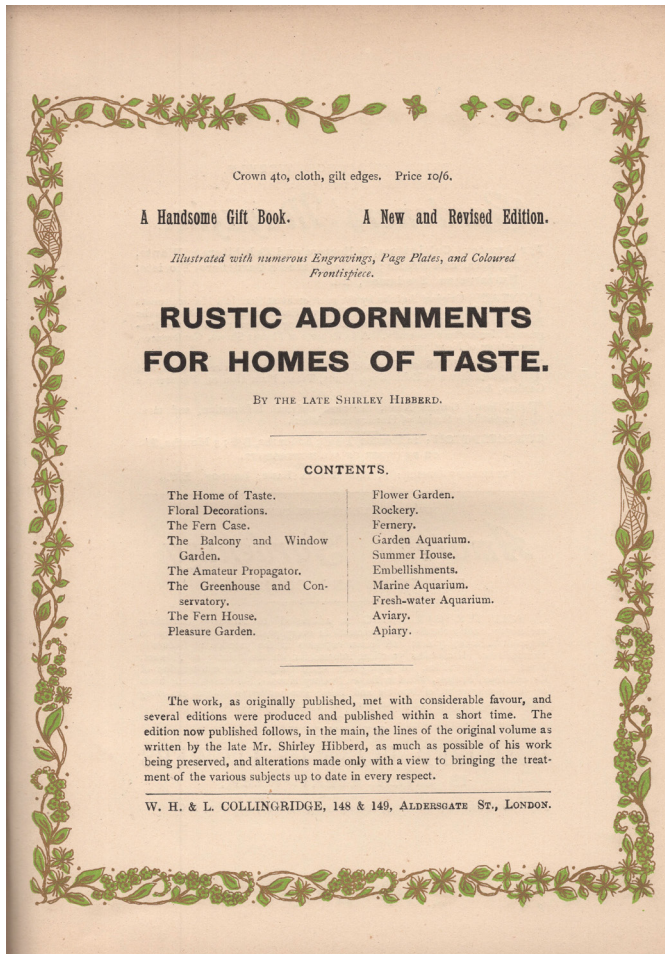 Crown 4to, cloth, gilt edges. Price 10/6.
A Handsome Gift Book. A New and Revised Edition.
Illustrated with numerous Engravings, Page Plates, and Coloured
Frontispiece.
RUSTIC ADORNMENTS
FOR HOMES OF TASTE.
BY THE LATE SHIRLEY HIBBERD.
CONTENTS.
The Home of Taste.
Floral Decorations.
The Fern Case.
The Balcony and Window
Garden.
The Amateur Propagator.
The Greenhouse and Con-
servatory.
The Fern House.
Pleasure Garden.
Flower Garden.
Rockery.
Fernery.
Garden Aquarium.
Summer House.
Embellishments.
Marine Aquarium.
Fresh-water Aquarium.
Aviary.
Apiary.
The work, as originally published, met with considerable favour, and
several editions were produced and published within a short time. The
edition now published follows, in the main, the lines of the original volume as
written by the late Mr. Shirley Hibberd, as much as possible of his work
being preserved, and alterations made only with a view to bringing the treat-
ment of the various subjects up to date in every respect.
W. H. & L. COLLINGRIDGE, 148 & 149, ALDERSGATE ST., LONDON.